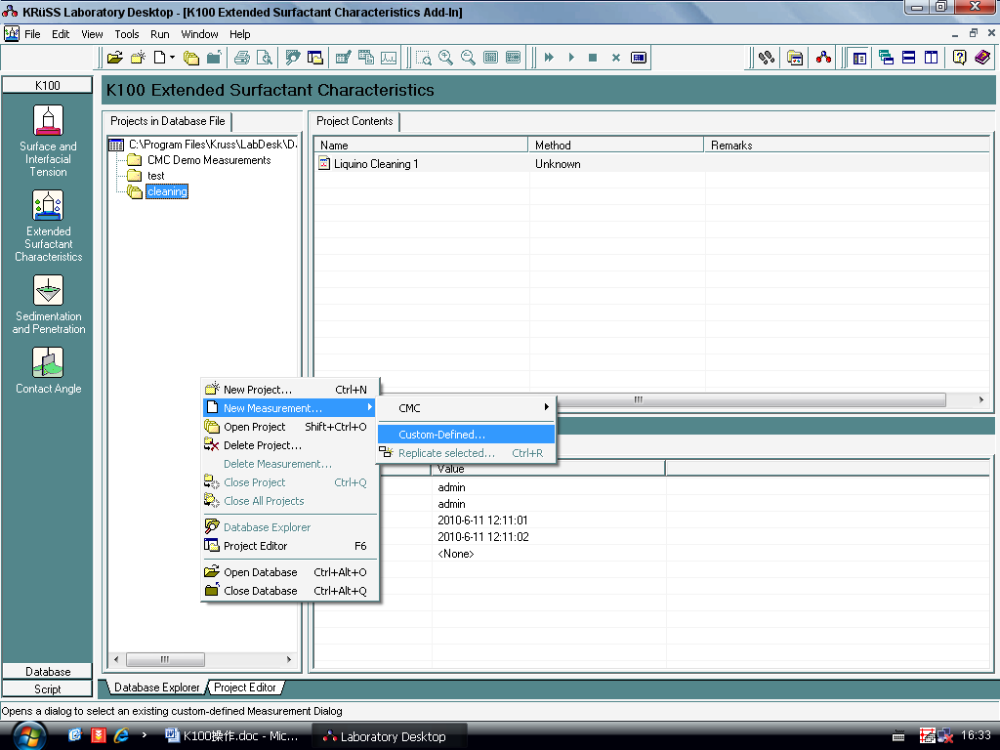 KRüSS Laboratory Desktop - [K100 Extended Surfactant Characteristics Add-In]
File Edit View Tools Run Window Help
K100
Surface and
Interfacial
Tension
Extended
Surfactant
Characteristics
Sedimentation
and Penetration
Contact Angle
Database
Script
K100 Extended Surfactant Characteristics
Projects in Database File
C:\Program Files\Kruss\LabDesk\D
CMC Demo Measurements
test
cleaning
Project Contents
Name Method Remarks
Liquino Cleaning 1 Unknown
New Project... Ctrl+N
New Measurement...
Open Project Shift+Ctrl+O
Delete Project...
Delete Measurement...
Close Project Ctrl+Q
Close All Projects
Database Explorer
Project Editor F6
Open Database Ctrl+Alt+O
Close Database Ctrl+Alt+Q
CMC
Custom-Defined...
Replicate selected... Ctrl+R
Value
admin
admin
2010-6-11 12:11:01
2010-6-11 12:11:02
<None>
Database Explorer Project Editor
Opens a dialog to select an existing custom-defined Measurement Dialog
K100操作.doc - Mic... Laboratory Desktop 16:33